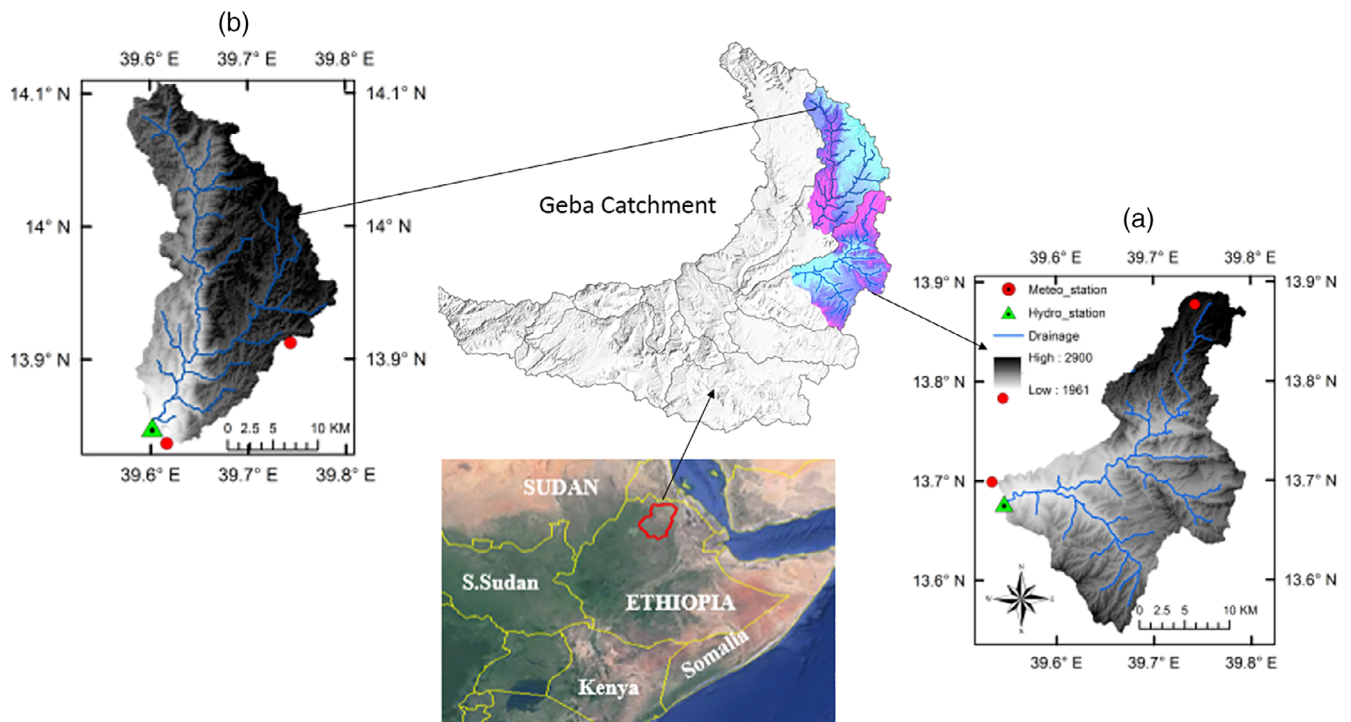 (b)
39.6° E 39.7° E 39.8° E
14.1° N 14.1° N
14° N 14° N
13.9° N 13.9° N
0 2.5 5 10 KM
39.6° E 39.7° E 39.8° E
Geba Catchment
SUDAN
S.Sudan
ETHIOPIA
Somalia
Kenya
(a)
39.6° E 39.7° E 39.8° E
13.9° N 13.9° N
Meteo_station
Hydro_station
Drainage
High : 2900
Low : 1961
13.8° N 13.8° N
13.7° N 13.7° N
13.6° N 13.6° N
N
0 2.5 5 10 KM
39.6° E 39.7° E 39.8° E